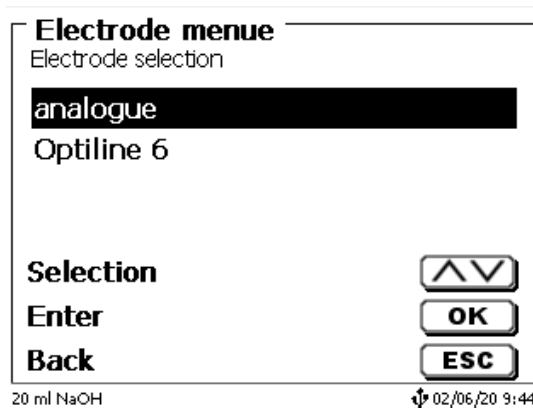 Electrode menue
Electrode selection
analogue
Optiline 6
Selection
Enter OK
Back ESC
20 ml NaOH 02/06/20 9:44